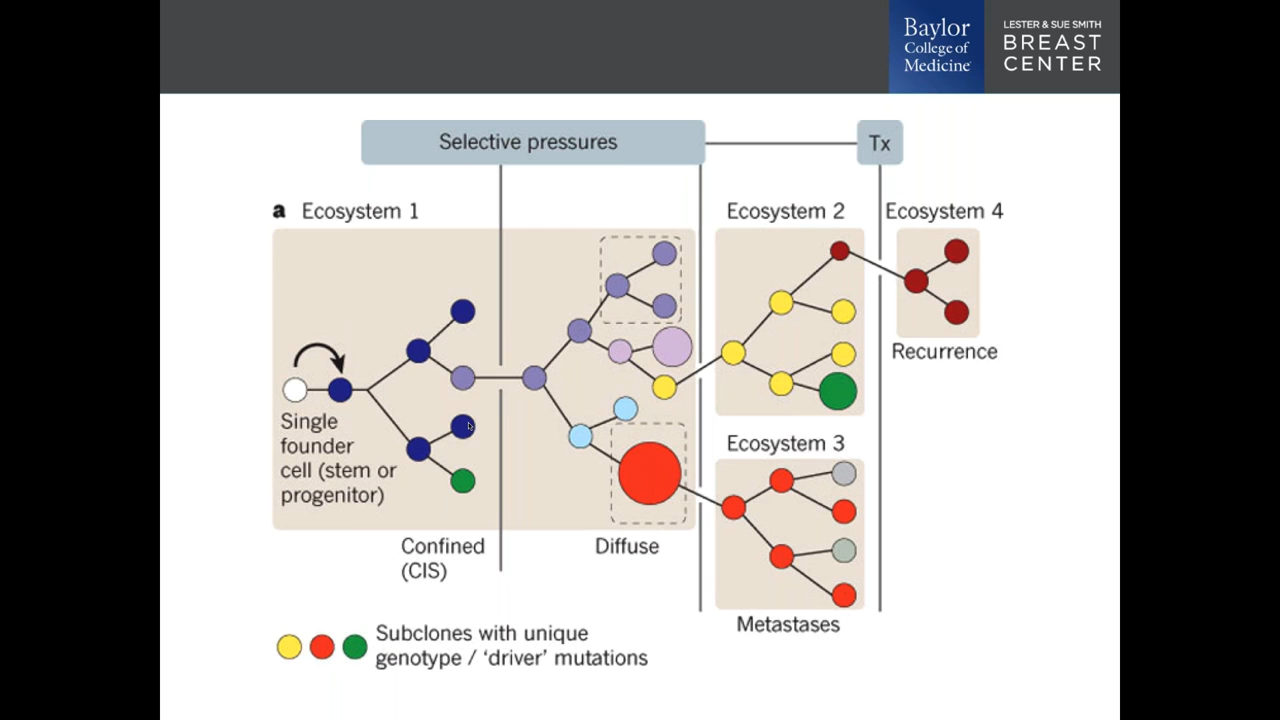 Baylor
College of
Medicine
LESTER & SUE SMITH
BREAST
CENTER
Selective pressures
Tx
a Ecosystem 1
Ecosystem 2
Ecosystem 4
Single
founder
cell (stem or
progenitor)
Recurrence
Ecosystem 3
Confined
(CIS)
Diffuse
Metastases
Subclones with unique
genotype / ‘driver’ mutations